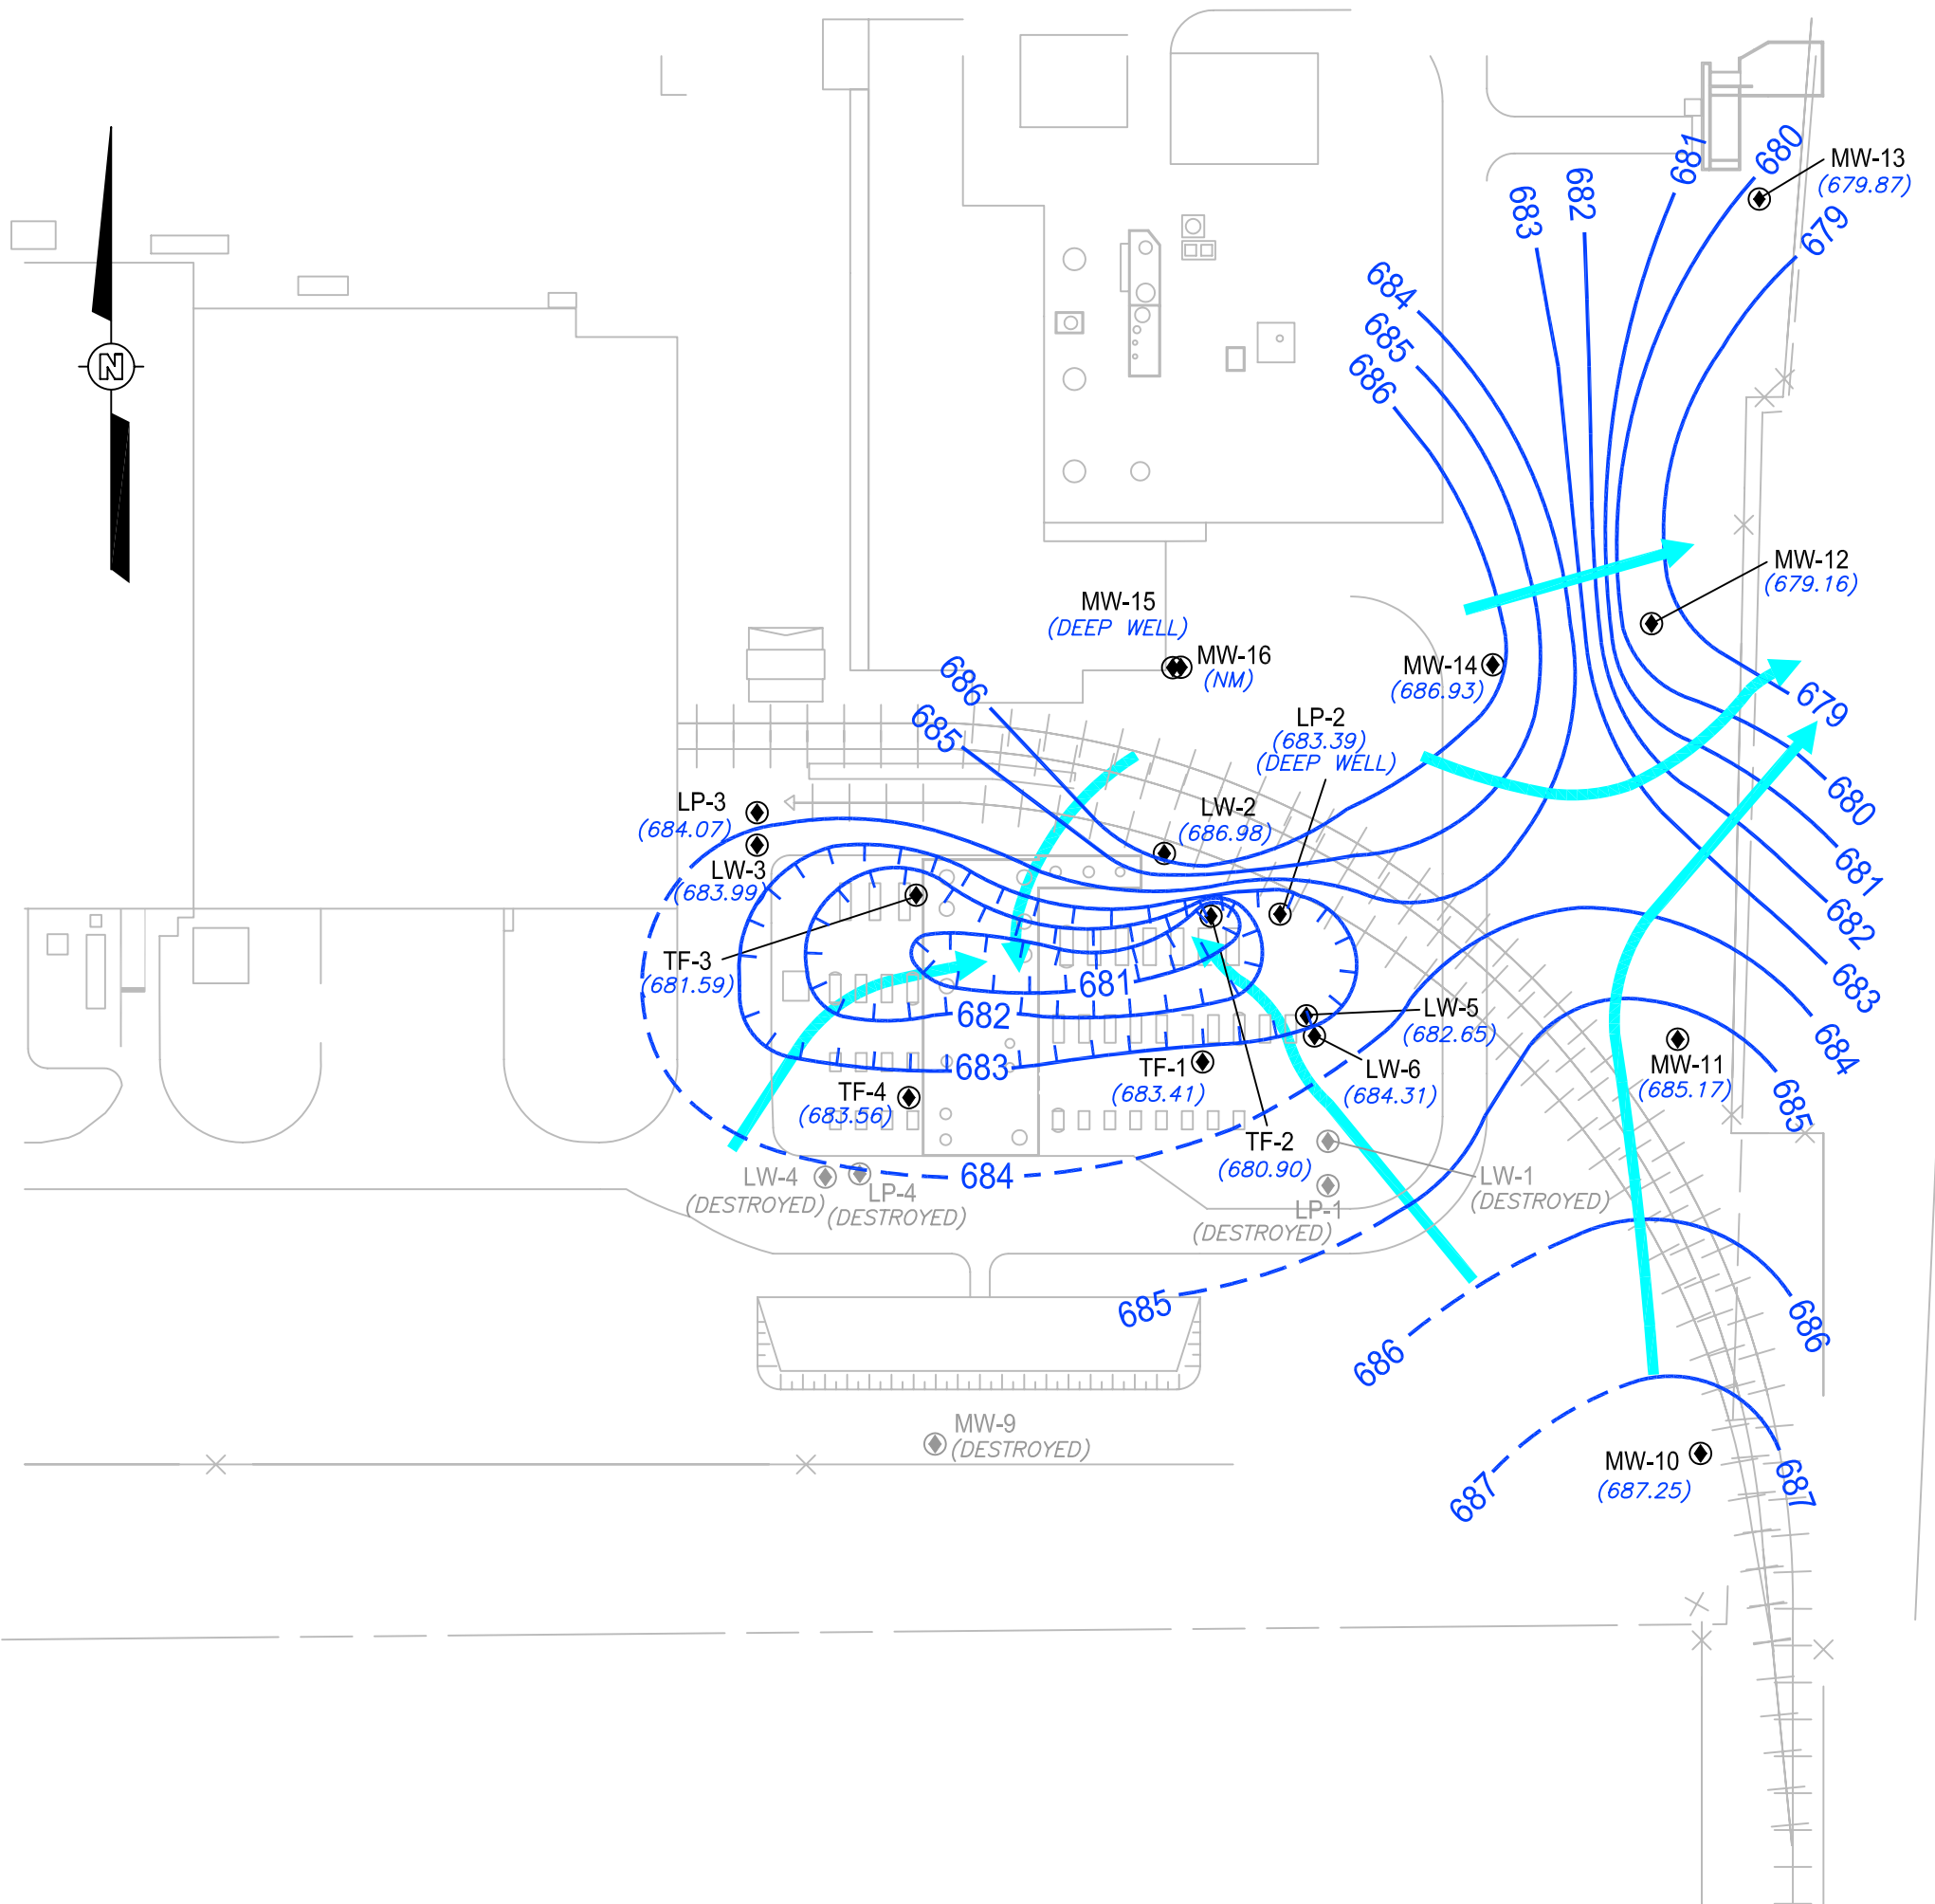 681
680
MW-13
(679.87)
682
683
679
684
685
686
N
MW-12
(679.16)
MW-15
(DEEP WELL)
MW-16
(NM)
MW-14
(686.93)
686
685
679
LP-2
(683.39)
(DEEP WELL)
680
LP-3
(684.07)
LW-2
(686.98)
LW-3
(683.99)
681
682
TF-3
(681.59)
681
683
682
LW-5
(682.65)
684
683
TF-1
(683.41)
LW-6
(684.31)
MW-11
(685.17)
TF-4
(683.56)
685
TF-2
(680.90)
684
LW-4
(DESTROYED)
LP-4
(DESTROYED)
LW-1
(DESTROYED)
LP-1
(DESTROYED)
685
686
686
MW-9
(DESTROYED)
MW-10
(687.25)
687
687